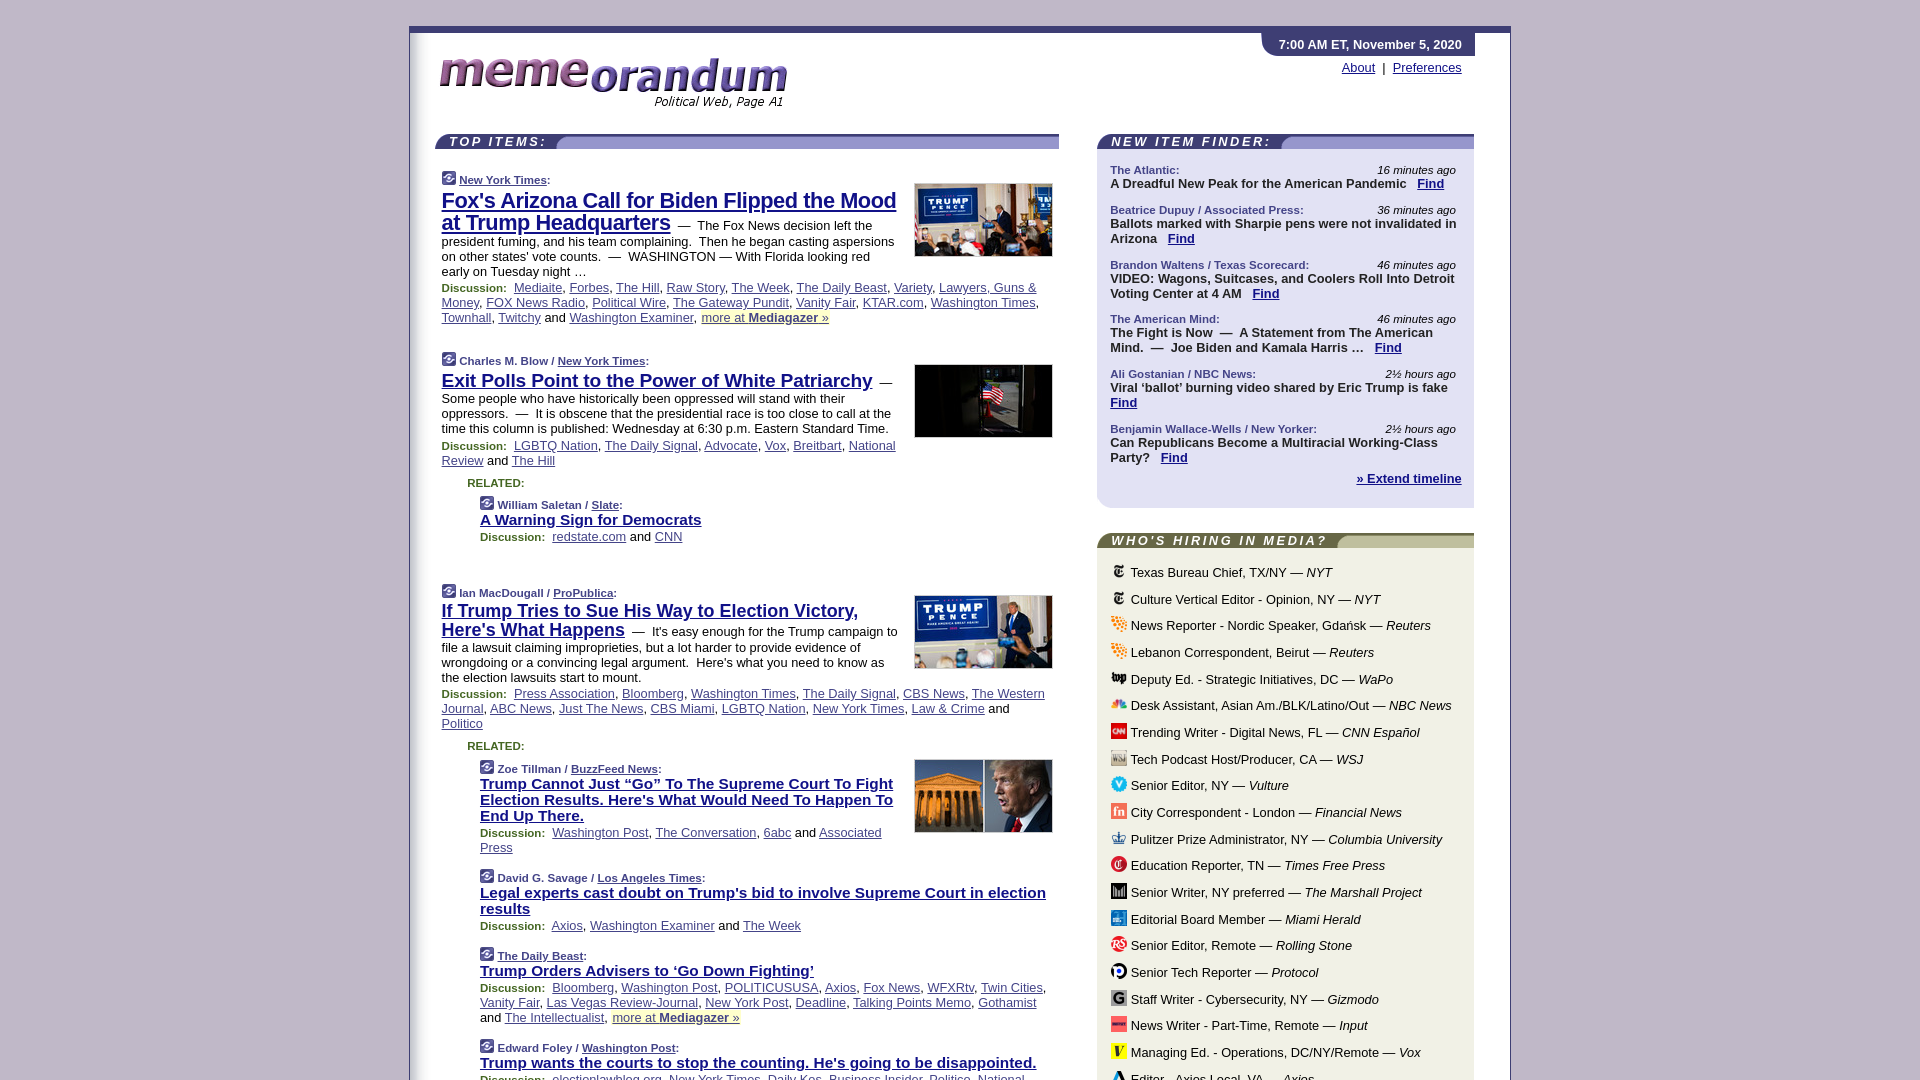 7:00 AM ET, November 5, 2020
About | Preferences
memeorandum
Political Web, Page A1
TOP ITEMS:
New York Times:
Fox's Arizona Call for Biden Flipped the Mood
at Trump Headquarters — The Fox News decision left the
president fuming, and his team complaining. Then he began casting aspersions
on other states' vote counts. — WASHINGTON — With Florida looking red
early on Tuesday night …
Discussion: Mediaite, Forbes, The Hill, Raw Story, The Week, The Daily Beast, Variety, Lawyers, Guns &
Money, FOX News Radio, Political Wire, The Gateway Pundit, Vanity Fair, KTAR.com, Washington Times,
Townhall, Twitchy and Washington Examiner, more at Mediagazer »
TRUMP
PENCE
Charles M. Blow / New York Times:
Exit Polls Point to the Power of White Patriarchy —
Some people who have historically been oppressed will stand with their
oppressors. — It is obscene that the presidential race is too close to call at the
time this column is published: Wednesday at 6:30 p.m. Eastern Standard Time.
Discussion: LGBTQ Nation, The Daily Signal, Advocate, Vox, Breitbart, National
Review and The Hill
RELATED:
William Saletan / Slate:
A Warning Sign for Democrats
Discussion: redstate.com and CNN
Ian MacDougall / ProPublica:
If Trump Tries to Sue His Way to Election Victory,
Here's What Happens — It's easy enough for the Trump campaign to
file a lawsuit claiming improprieties, but a lot harder to provide evidence of
wrongdoing or a convincing legal argument. Here's what you need to know as
the election lawsuits start to mount.
Discussion: Press Association, Bloomberg, Washington Times, The Daily Signal, CBS News, The Western
Journal, ABC News, Just The News, CBS Miami, LGBTQ Nation, New York Times, Law & Crime and
Politico
TRUMP
PENCE
RELATED:
Zoe Tillman / BuzzFeed News:
Trump Cannot Just “Go” To The Supreme Court To Fight
Election Results. Here's What Would Need To Happen To
End Up There.
Discussion: Washington Post, The Conversation, 6abc and Associated
Press
David G. Savage / Los Angeles Times:
Legal experts cast doubt on Trump's bid to involve Supreme Court in election
results
Discussion: Axios, Washington Examiner and The Week
The Daily Beast:
Trump Orders Advisers to ‘Go Down Fighting’
Discussion: Bloomberg, Washington Post, POLITICUSUSA, Axios, Fox News, WFXRtv, Twin Cities,
Vanity Fair, Las Vegas Review-Journal, New York Post, Deadline, Talking Points Memo, Gothamist
and The Intellectualist, more at Mediagazer »
Edward Foley / Washington Post:
Trump wants the courts to stop the counting. He's going to be disappointed.
Discussion: electionlawblog.org, New York Times, Daily Kos, Business Insider, Politico, National
NEW ITEM FINDER:
The Atlantic: 16 minutes ago
A Dreadful New Peak for the American Pandemic Find
Beatrice Dupuy / Associated Press: 36 minutes ago
Ballots marked with Sharpie pens were not invalidated in
Arizona Find
Brandon Waltens / Texas Scorecard: 46 minutes ago
VIDEO: Wagons, Suitcases, and Coolers Roll Into Detroit
Voting Center at 4 AM Find
The American Mind: 46 minutes ago
The Fight is Now — A Statement from The American
Mind. — Joe Biden and Kamala Harris … Find
Ali Gostanian / NBC News: 2½ hours ago
Viral ‘ballot’ burning video shared by Eric Trump is fake
Find
Benjamin Wallace-Wells / New Yorker: 2½ hours ago
Can Republicans Become a Multiracial Working-Class
Party? Find
» Extend timeline
WHO'S HIRING IN MEDIA?
Texas Bureau Chief, TX/NY — NYT
Culture Vertical Editor - Opinion, NY — NYT
News Reporter - Nordic Speaker, Gdańsk — Reuters
Lebanon Correspondent, Beirut — Reuters
Deputy Ed. - Strategic Initiatives, DC — WaPo
Desk Assistant, Asian Am./BLK/Latino/Out — NBC News
Trending Writer - Digital News, FL — CNN Español
Tech Podcast Host/Producer, CA — WSJ
Senior Editor, NY — Vulture
City Correspondent - London — Financial News
Pulitzer Prize Administrator, NY — Columbia University
Education Reporter, TN — Times Free Press
Senior Writer, NY preferred — The Marshall Project
Editorial Board Member — Miami Herald
Senior Editor, Remote — Rolling Stone
Senior Tech Reporter — Protocol
Staff Writer - Cybersecurity, NY — Gizmodo
News Writer - Part-Time, Remote — Input
Managing Ed. - Operations, DC/NY/Remote — Vox
Editor - Axios Local, VA — Axios